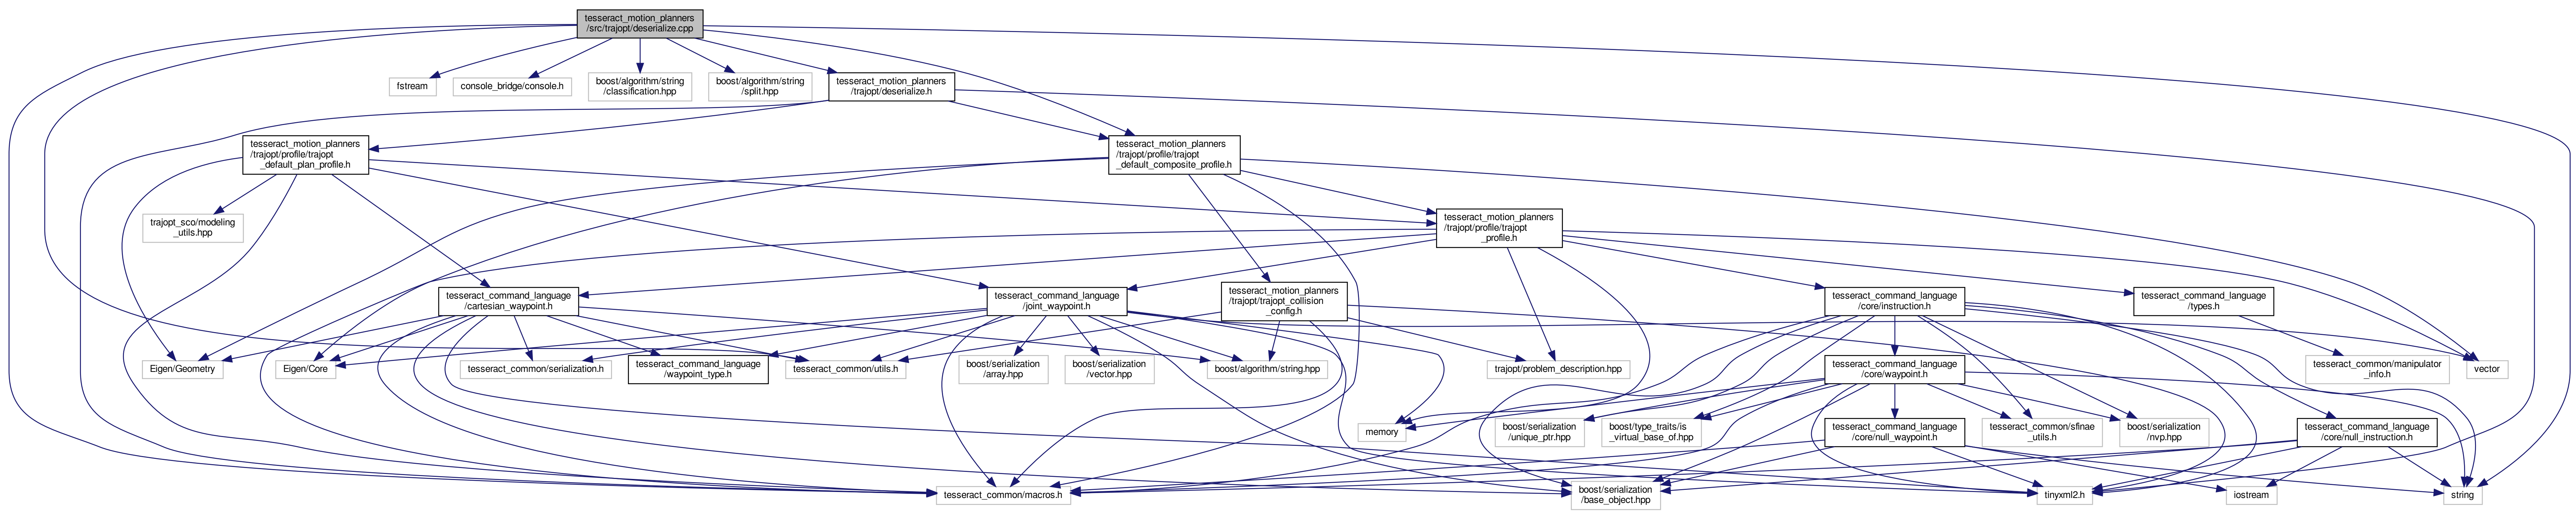 tesseract_motion_planners
/src/trajopt/deserialize.cpp
fstream
console_bridge/console.h
boost/algorithm/string
/classification.hpp
boost/algorithm/string
/split.hpp
tesseract_motion_planners
/trajopt/deserialize.h
tesseract_motion_planners
/trajopt/profile/trajopt
_default_plan_profile.h
tesseract_motion_planners
/trajopt/profile/trajopt
_default_composite_profile.h
trajopt_sco/modeling
_utils.hpp
tesseract_motion_planners
/trajopt/profile/trajopt
_profile.h
tesseract_command_language
/cartesian_waypoint.h
tesseract_command_language
/joint_waypoint.h
tesseract_motion_planners
/trajopt/trajopt_collision
_config.h
tesseract_command_language
/core/instruction.h
tesseract_command_language
/types.h
Eigen/Geometry
Eigen/Core
tesseract_common/serialization.h
tesseract_command_language
/waypoint_type.h
tesseract_common/utils.h
boost/serialization
/array.hpp
boost/serialization
/vector.hpp
boost/algorithm/string.hpp
trajopt/problem_description.hpp
tesseract_command_language
/core/waypoint.h
tesseract_common/manipulator
_info.h
vector
memory
boost/serialization
/unique_ptr.hpp
boost/type_traits/is
_virtual_base_of.hpp
tesseract_command_language
/core/null_waypoint.h
tesseract_common/sfinae
_utils.h
boost/serialization
/nvp.hpp
tesseract_command_language
/core/null_instruction.h
tesseract_common/macros.h
boost/serialization
/base_object.hpp
tinyxml2.h
iostream
string